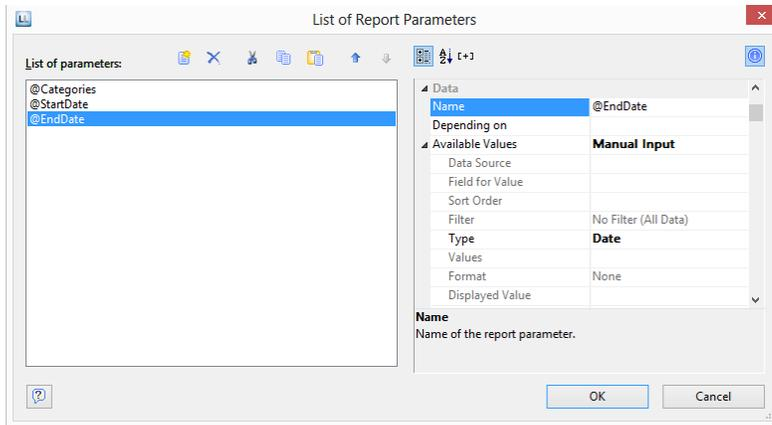 List of Report Parameters
List of parameters:
@Categories
@StartDate
@EndDate
Data
Name @EndDate
Depending on
Available Values Manual Input
Data Source
Field for Value
Sort Order
Filter No Filter (All Data)
Type Date
Values
Format None
Displayed Value
Name
Name of the report parameter.
OK Cancel